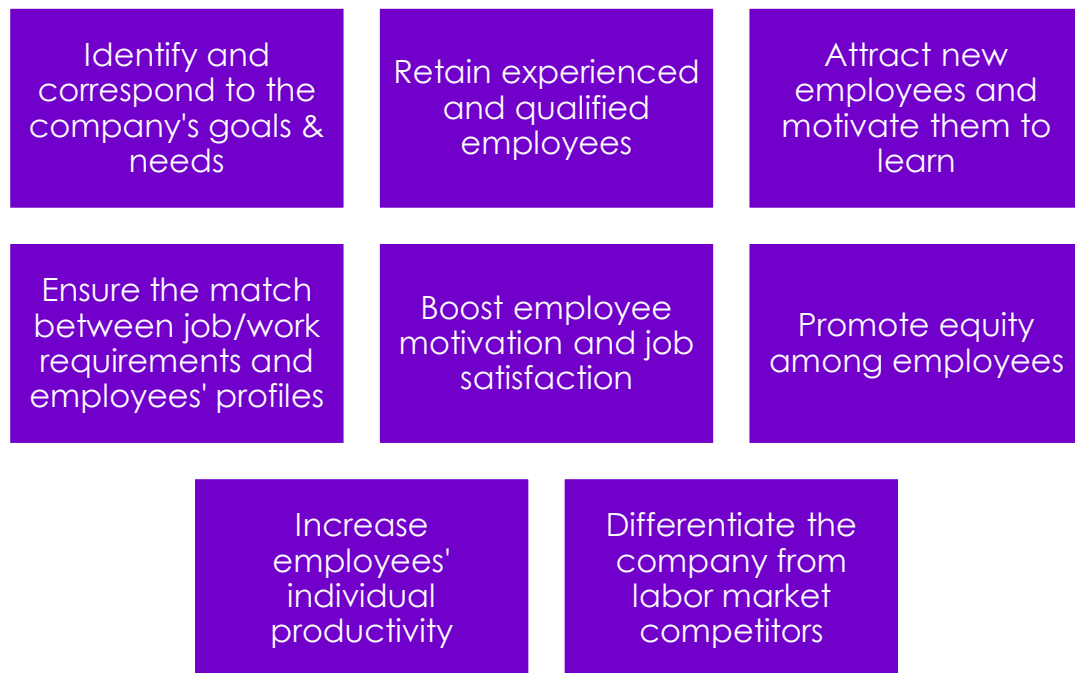 Identify and
correspond to the
company's goals &
needs
Retain experienced
and qualified
employees
Attract new
employees and
motivate them to
learn
Ensure the match
between job/work
requirements and
employees' profiles
Boost employee
motivation and job
satisfaction
Promote equity
among employees
Increase
employees'
individual
productivity
Differentiate the
company from
labor market
competitors